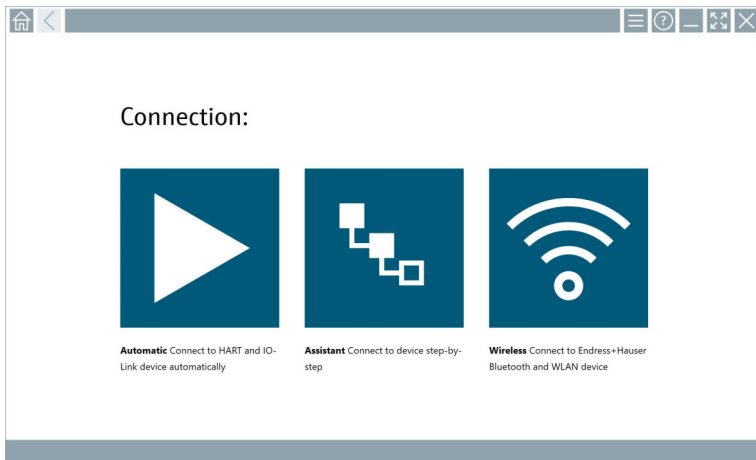 Connection:
Automatic Connect to HART and IO-
Link device automatically
Assistant Connect to device step-by-
step
Wireless Connect to Endress+Hauser
Bluetooth and WLAN device